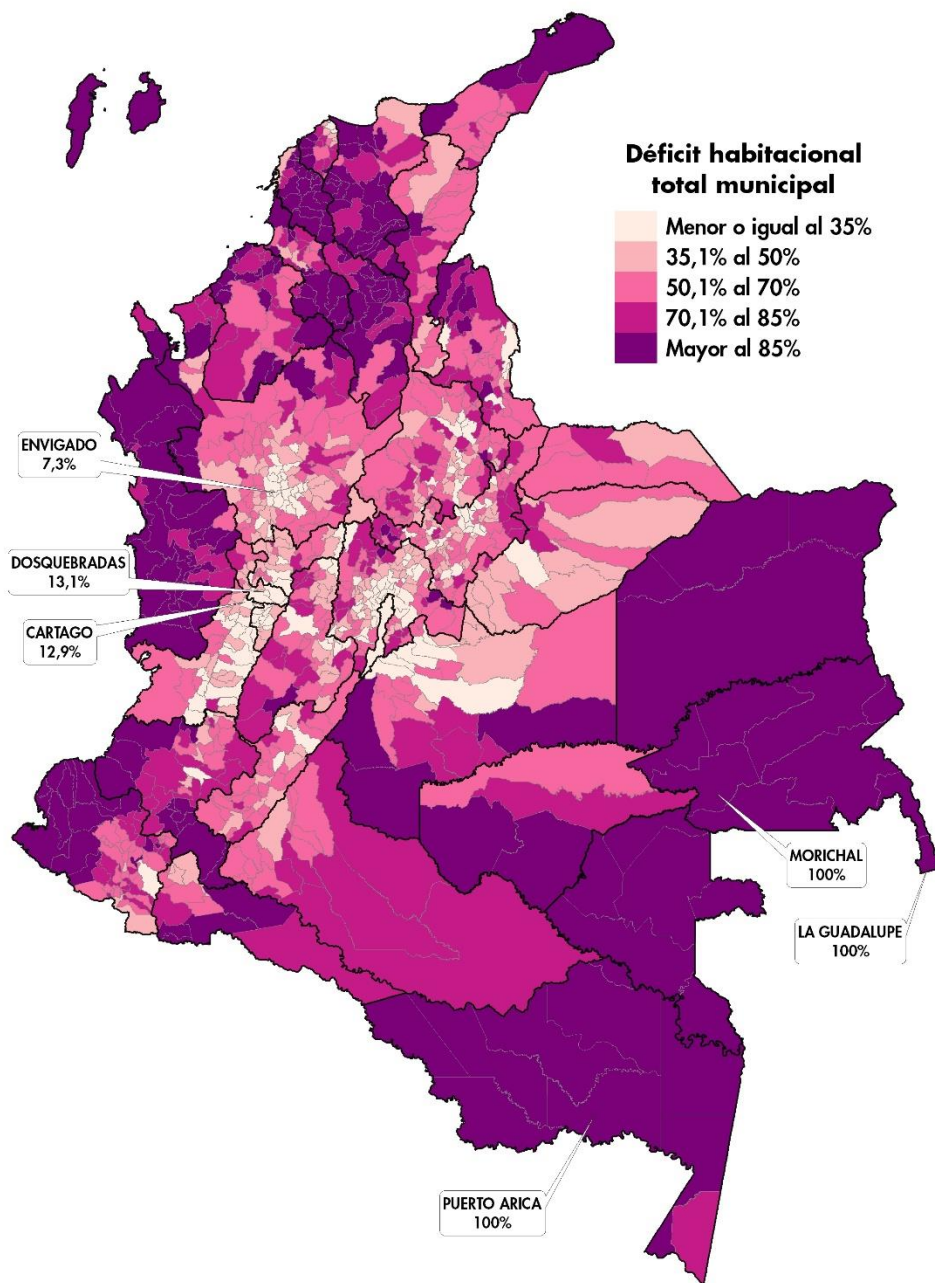 Déficit habitacional
total municipal
Menor o igual al 35%
35,1% al 50%
50,1% al 70%
70,1% al 85%
Mayor al 85%
ENVIGADO
7,3%
DOSQUEBRADAS
13,1%
CARTAGO
12,9%
MORICHAL
100%
LA GUADALUPE
100%
PUERTO ARICA
100%